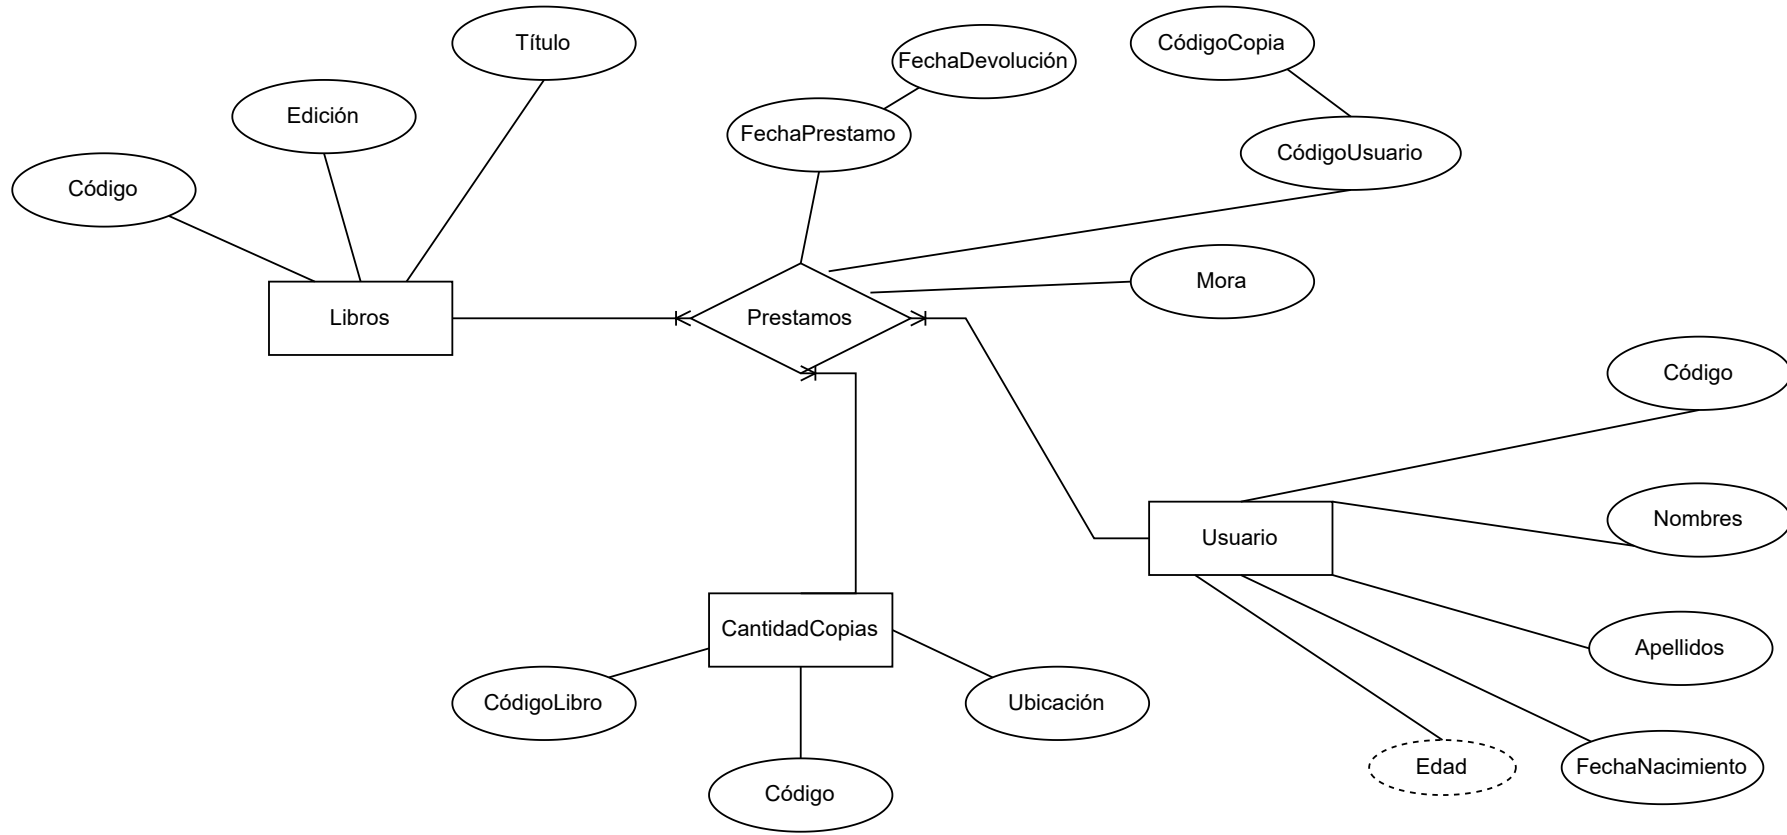 Título
CódigoCopia
FechaDevolución
Edición
FechaPrestamo
CódigoUsuario
Código
Mora
Libros
Prestamos
Código
Nombres
Usuario
CantidadCopias
Apellidos
CódigoLibro
Ubicación
Edad
FechaNacimiento
Código